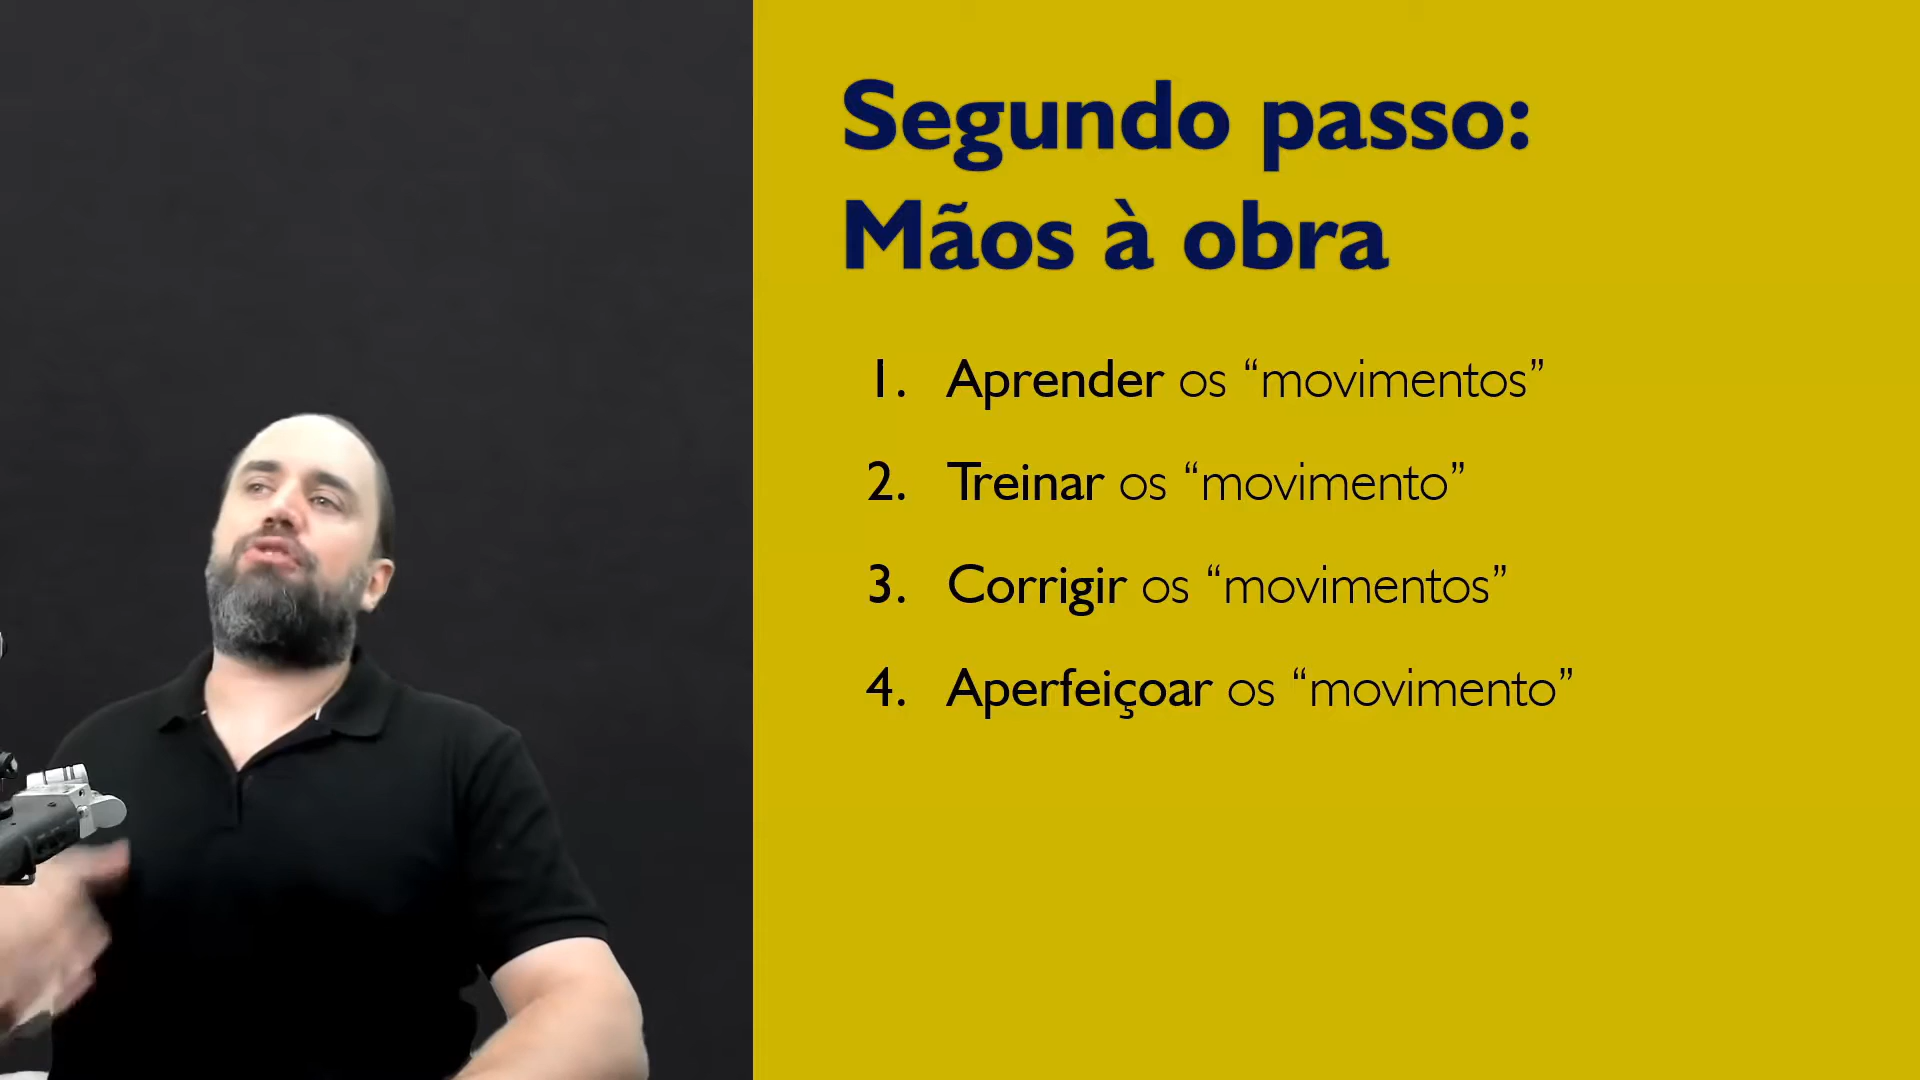 Segundo passo:
Mãos à obra
1. Aprender os “movimentos”
2. Treinar os “movimento”
3. Corrigir os “movimentos”
4. Aperfeiçoar os “movimento”